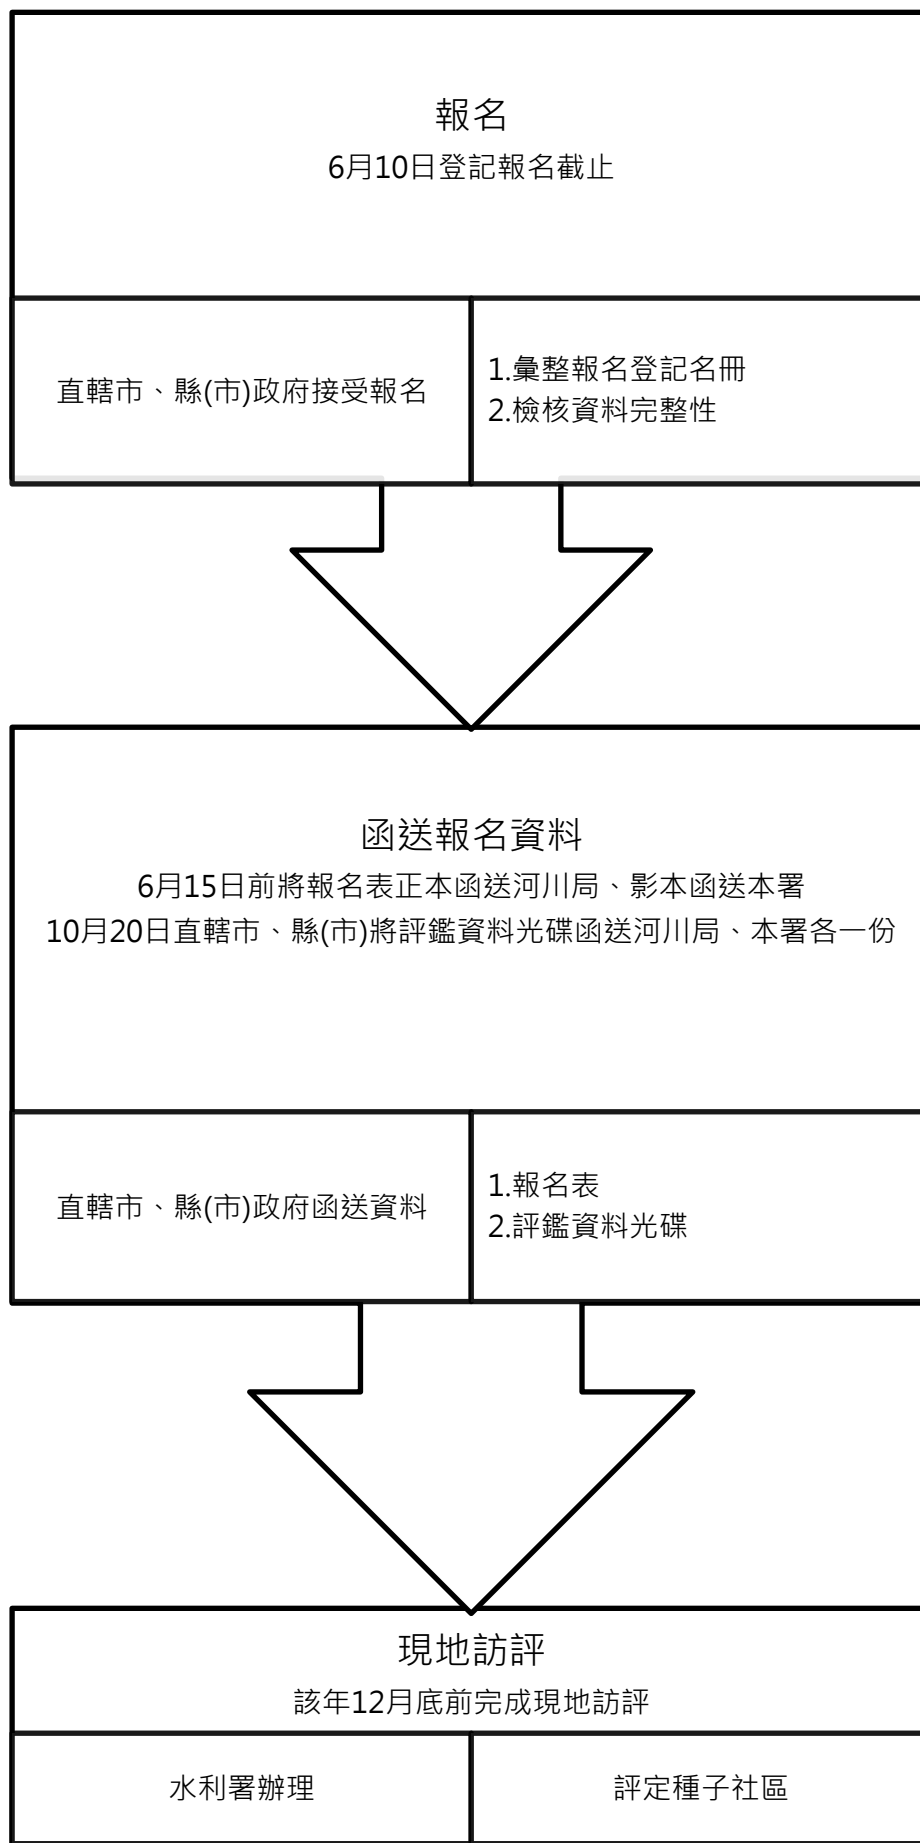 報名
6月10日登記報名截止
直轄市、縣(市)政府接受報名
1.彙整報名登記名冊
2.檢核資料完整性
函送報名資料
6月15日前將報名表正本函送河川局、影本函送本署
10月20日直轄市、縣(市)將評鑑資料光碟函送河川局、本署各一份
直轄市、縣(市)政府函送資料
1.報名表
2.評鑑資料光碟
現地訪評
該年12月底前完成現地訪評
水利署辦理
評定種子社區